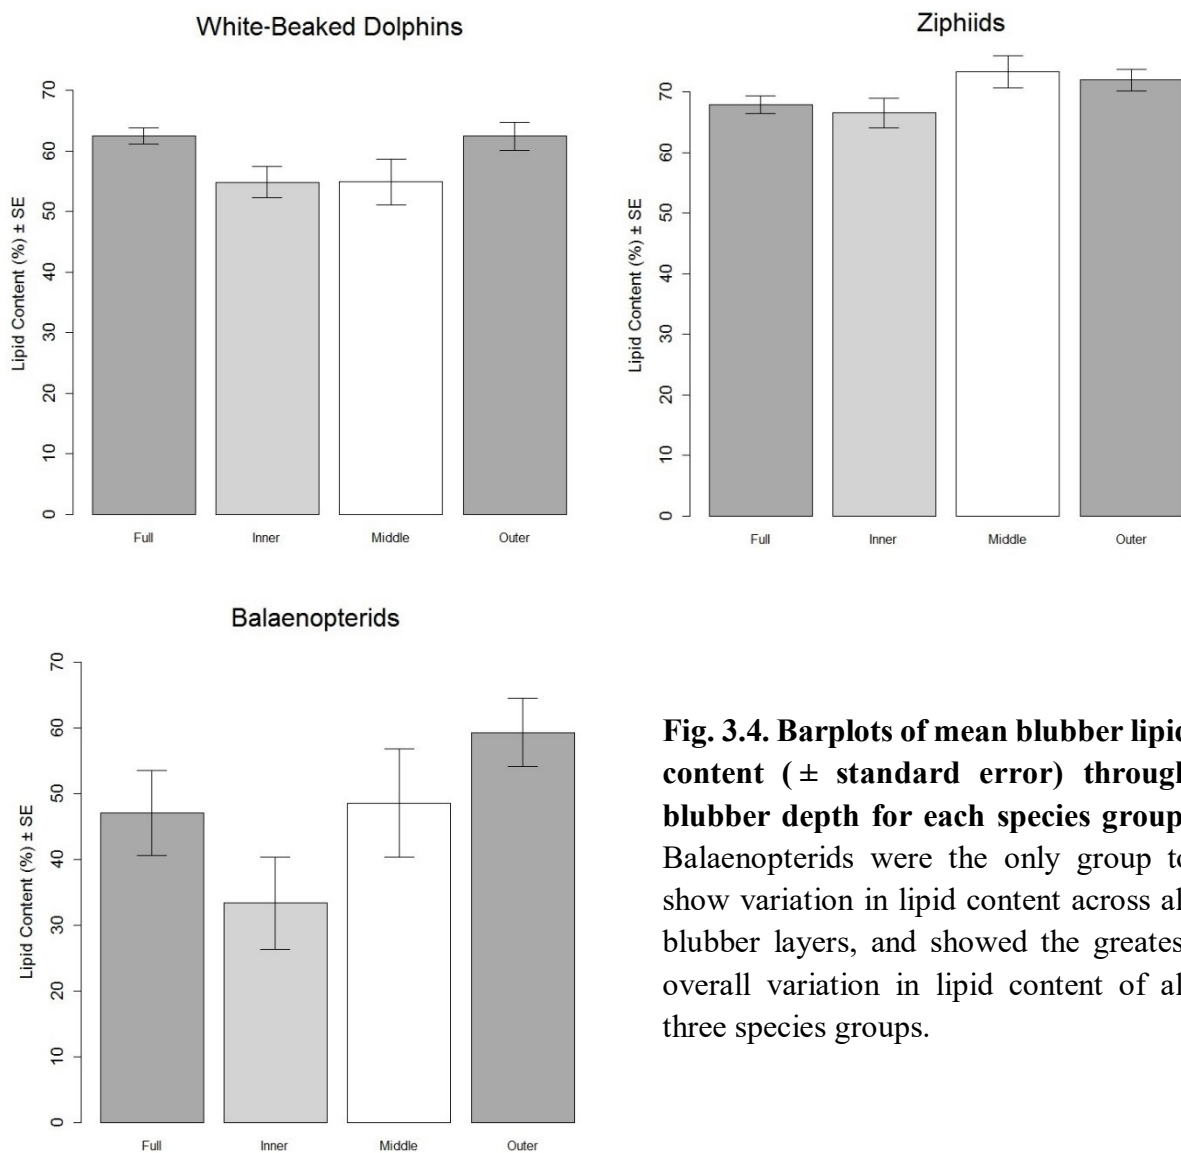 White-Beaked Dolphins
Lipid Content (%) ± SE
70
60
50
40
30
20
10
0
Full Inner Middle Outer
Ziphiids
Lipid Content (%) ± SE
70
60
50
40
30
20
10
0
Full Inner Middle Outer
Balaenopterids
Lipid Content (%) ± SE
70
60
50
40
30
20
10
0
Full Inner Middle Outer
Fig. 3.4. Barplots of mean blubber lipid
content ( ± standard error) through
blubber depth for each species group
Balaenopterids were the only group to
show variation in lipid content across al
blubber layers, and showed the greates
overall variation in lipid content of al
three species groups.